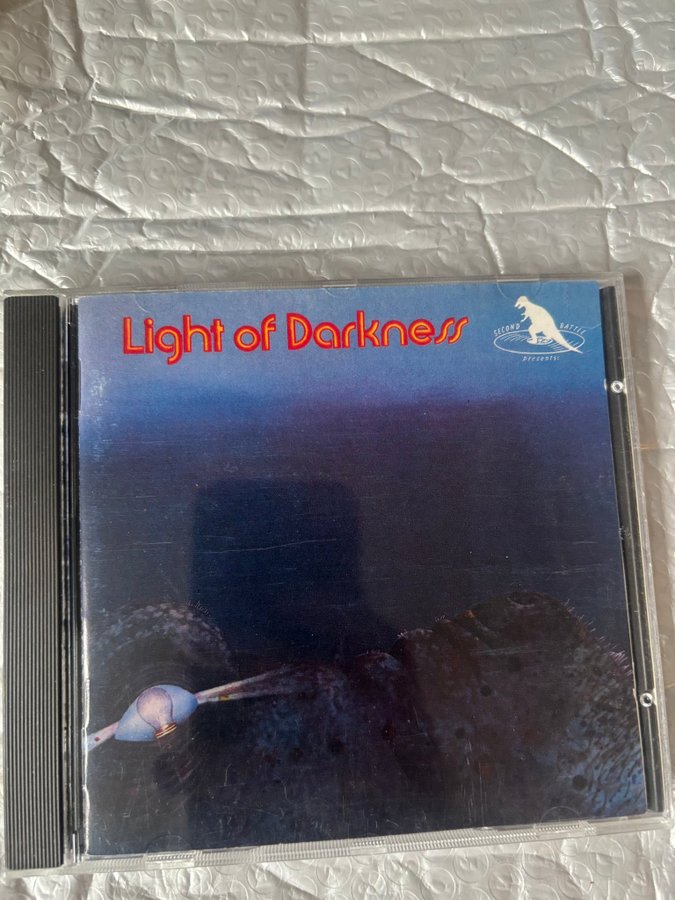 Light of Darkness
SECOND BATTLE
presents: